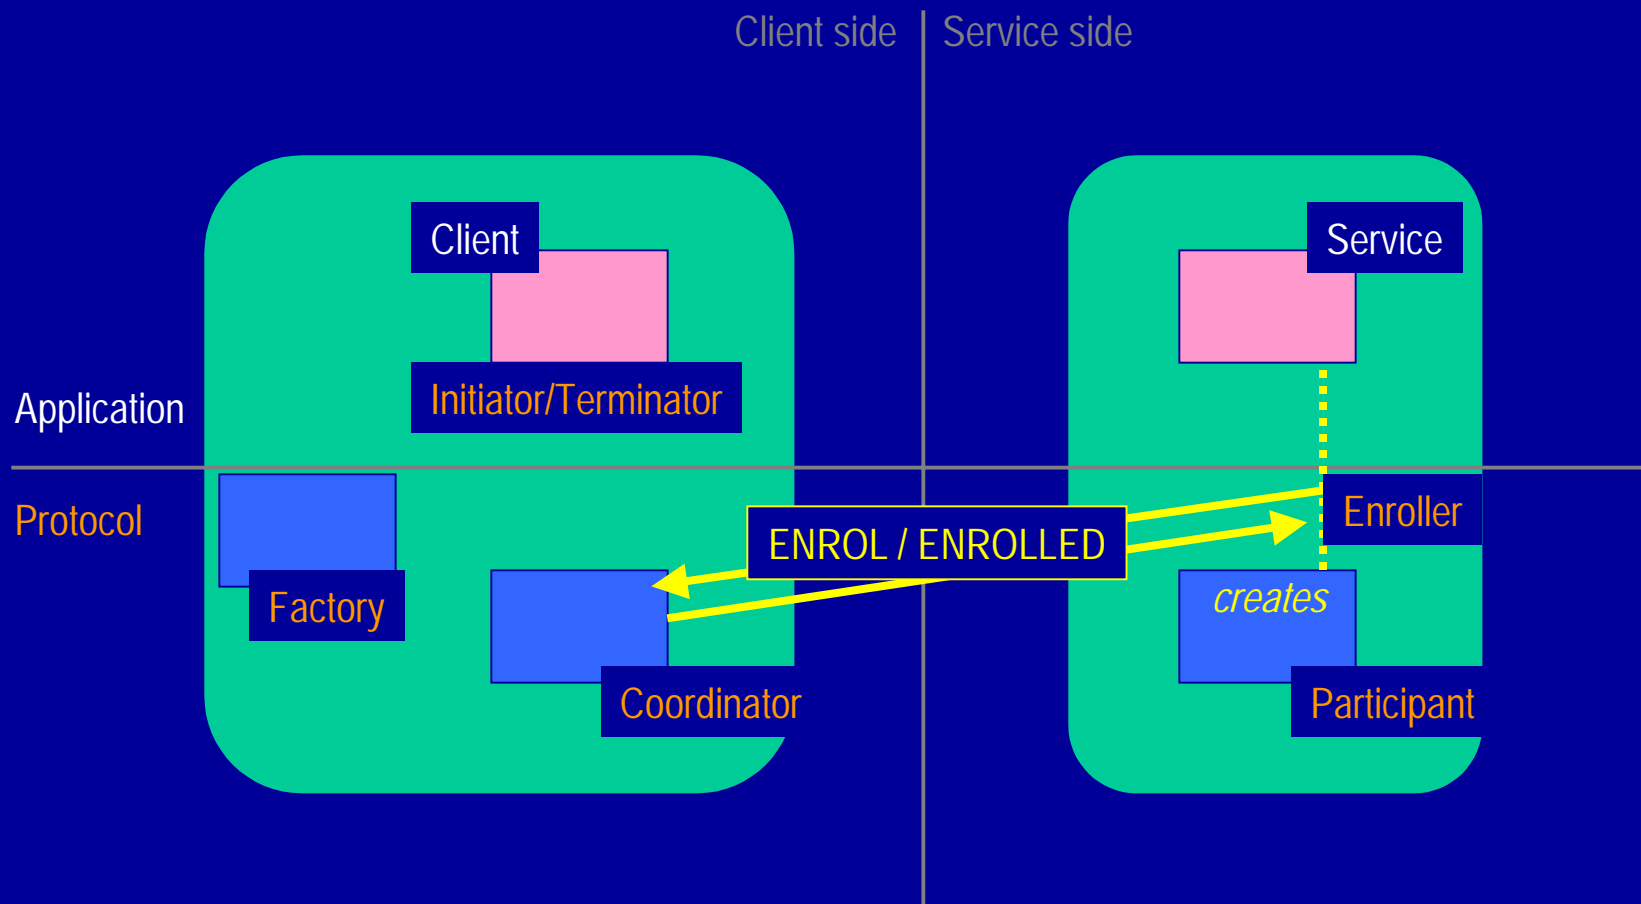 Client side
Service side
Client
Service
Initiator/Terminator
Application
Protocol
Enroller
ENROL / ENROLLED
Factory
creates
Coordinator
Participant